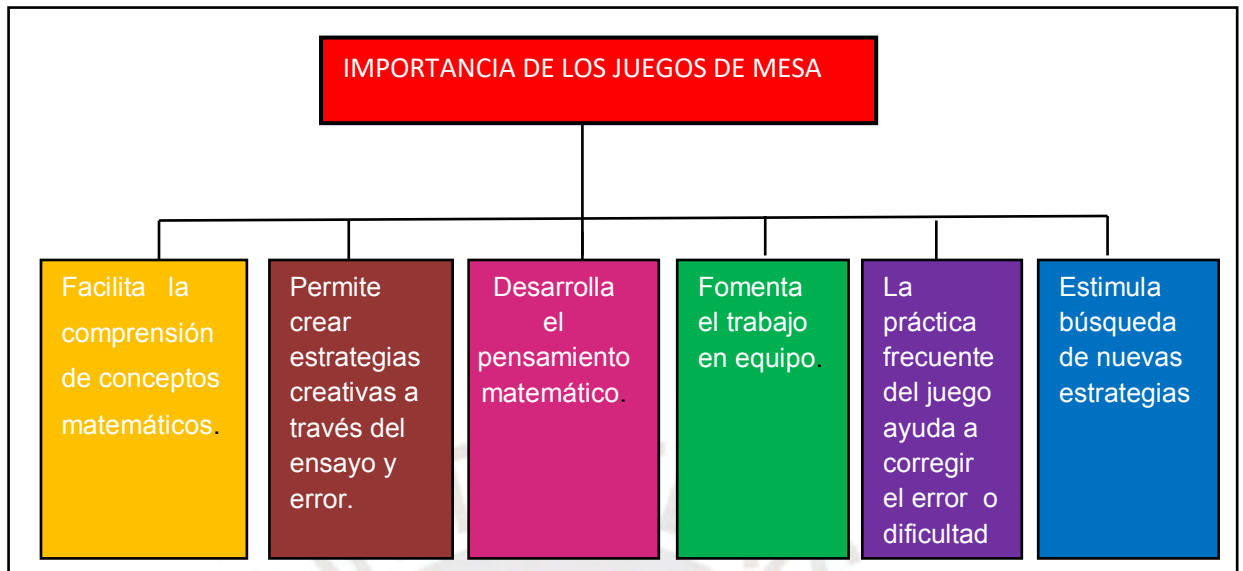 IMPORTANCIA DE LOS JUEGOS DE MESA
Facilita la
comprensión
de conceptos
matemáticos.
Permite
crear
estrategias
creativas a
través del
ensayo y
error.
Desarrolla
el
pensamiento
matemático.
Fomenta
el trabajo
en equipo.
La
práctica
frecuente
del juego
ayuda a
corregir
el error o
dificultad
Estimula
búsqueda
de nuevas
estrategias